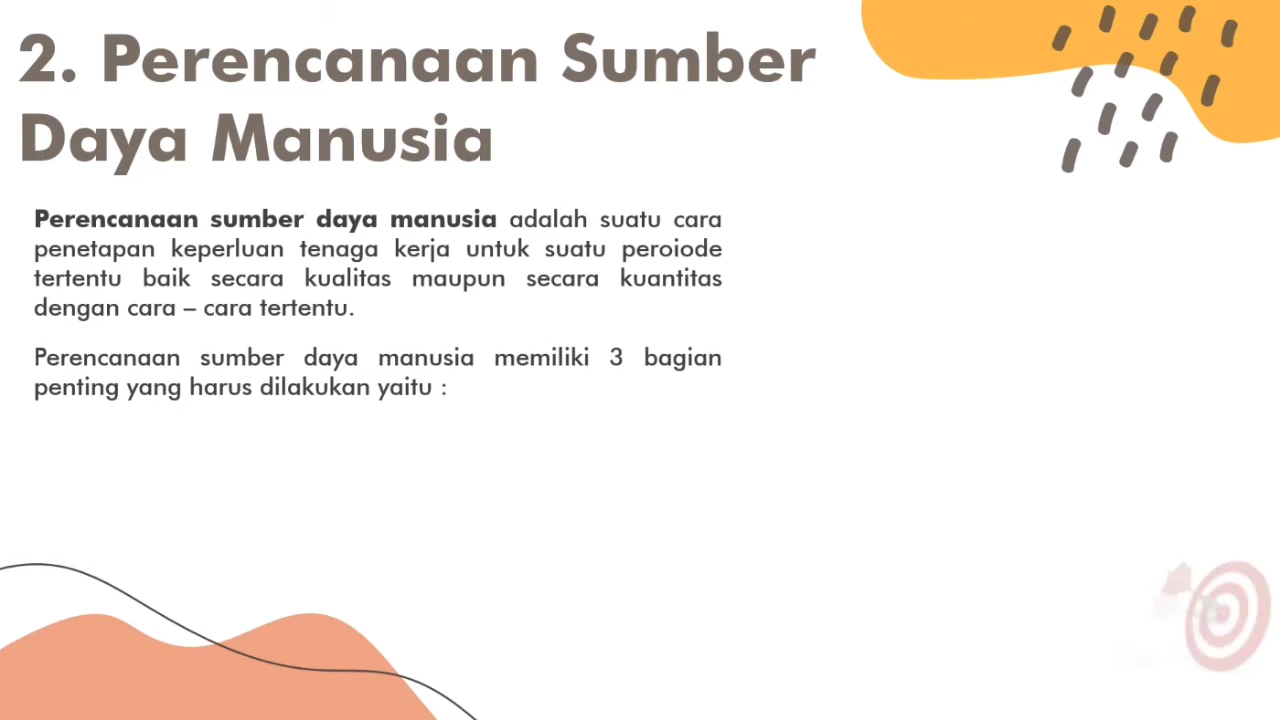 2. Perencanaan Sumber
Daya Manusia
Perencanaan sumber daya manusia adalah suatu cara
penetapan keperluan tenaga kerja untuk suatu peroiode
tertentu baik secara kualitas maupun secara kuantitas
dengan cara – cara tertentu.
Perencanaan sumber daya manusia memiliki 3 bagian
penting yang harus dilakukan yaitu :